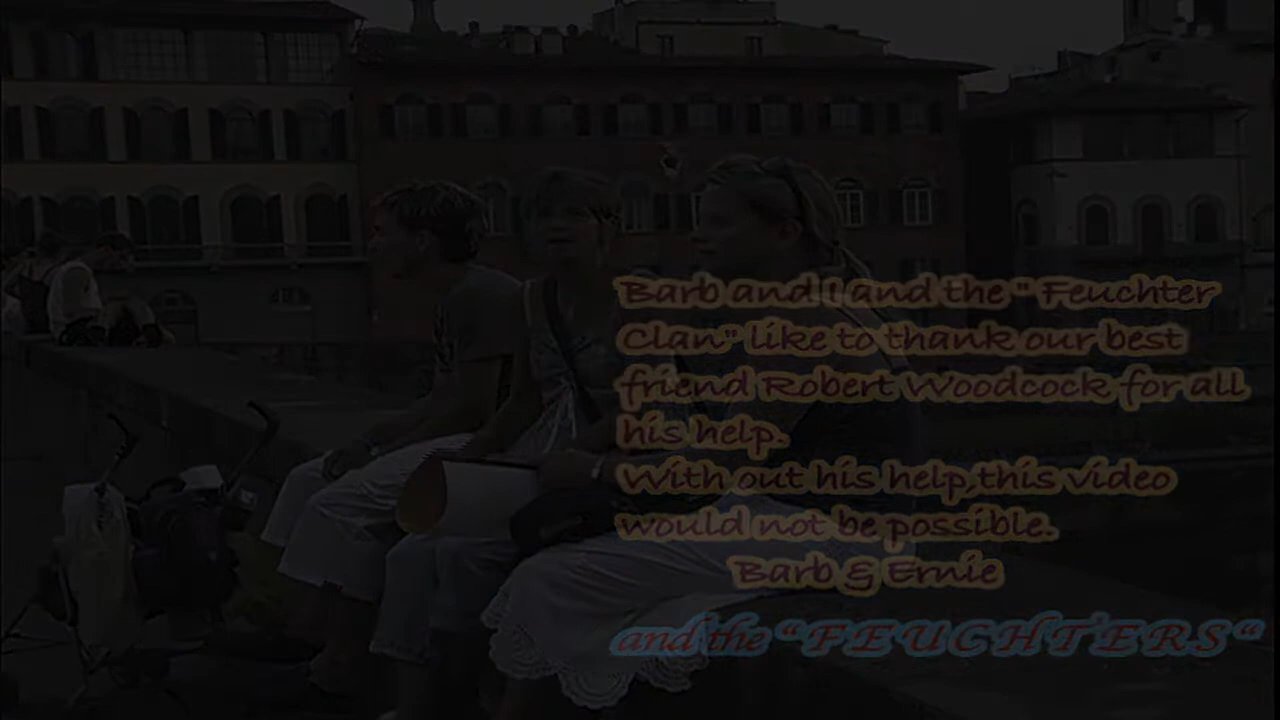 Barb and I and the " Feuchter
Clan" like to thank our best
friend Robert Woodcock for all
his help.
With out his help,this video
would not be possible.
Barb & Ernie
and the "FEUCHTERS"